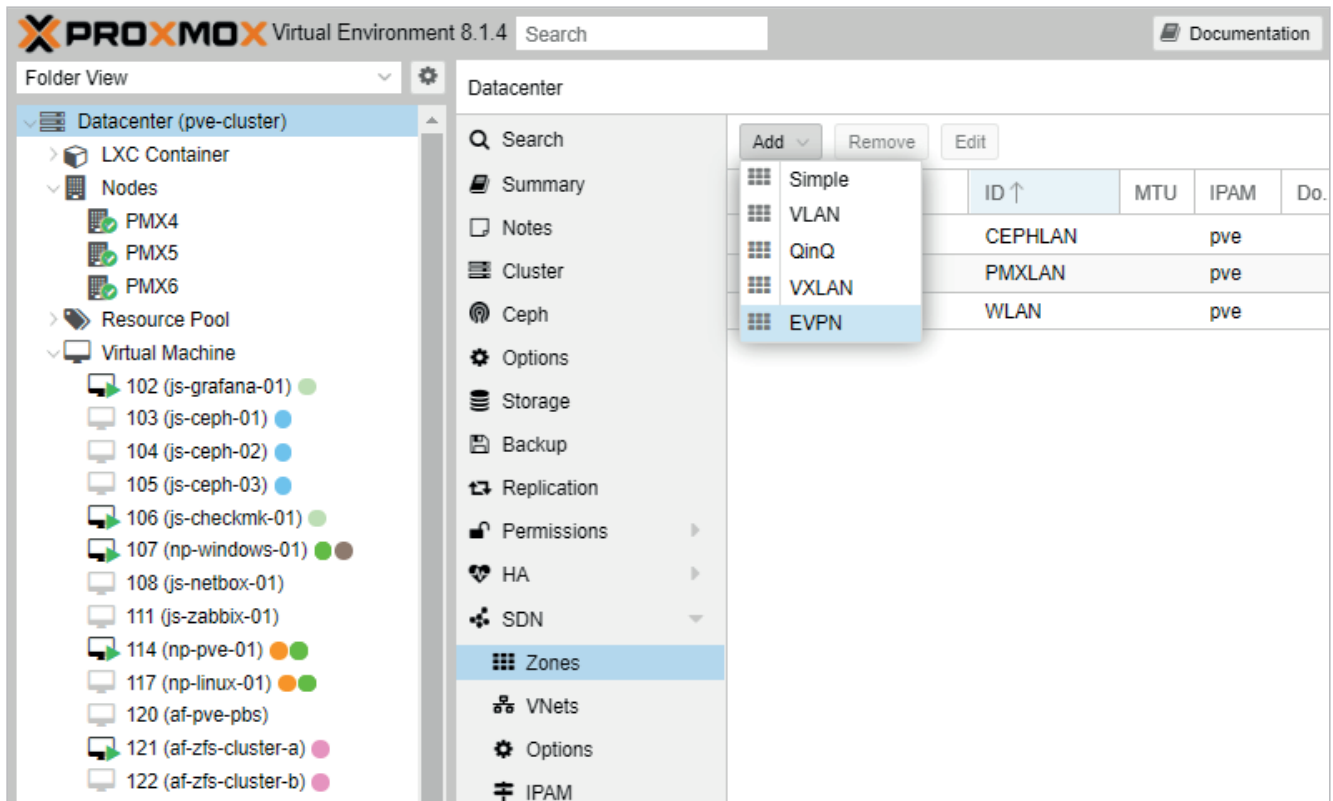 PROXMOX Virtual Environment 8.1.4 Search Documentation
Folder View
Datacenter (pve-cluster)
LXC Container
Nodes
PMX4
PMX5
PMX6
Resource Pool
Virtual Machine
102 (js-grafana-01)
103 (js-ceph-01)
104 (js-ceph-02)
105 (js-ceph-03)
106 (js-checkmk-01)
107 (np-windows-01)
108 (js-netbox-01)
111 (js-zabbix-01)
114 (np-pve-01)
117 (np-linux-01)
120 (af-pve-pbs)
121 (af-zfs-cluster-a)
122 (af-zfs-cluster-b)
Datacenter
Search
Summary
Notes
Cluster
Ceph
Options
Storage
Backup
Replication
Permissions
HA
SDN
Zones
VNets
Options
IPAM
Add Remove Edit
Simple
VLAN
QinQ
VXLAN
EVPN
ID MTU IPAM Do.
CEPHLAN pve
PMXLAN pve
WLAN pve